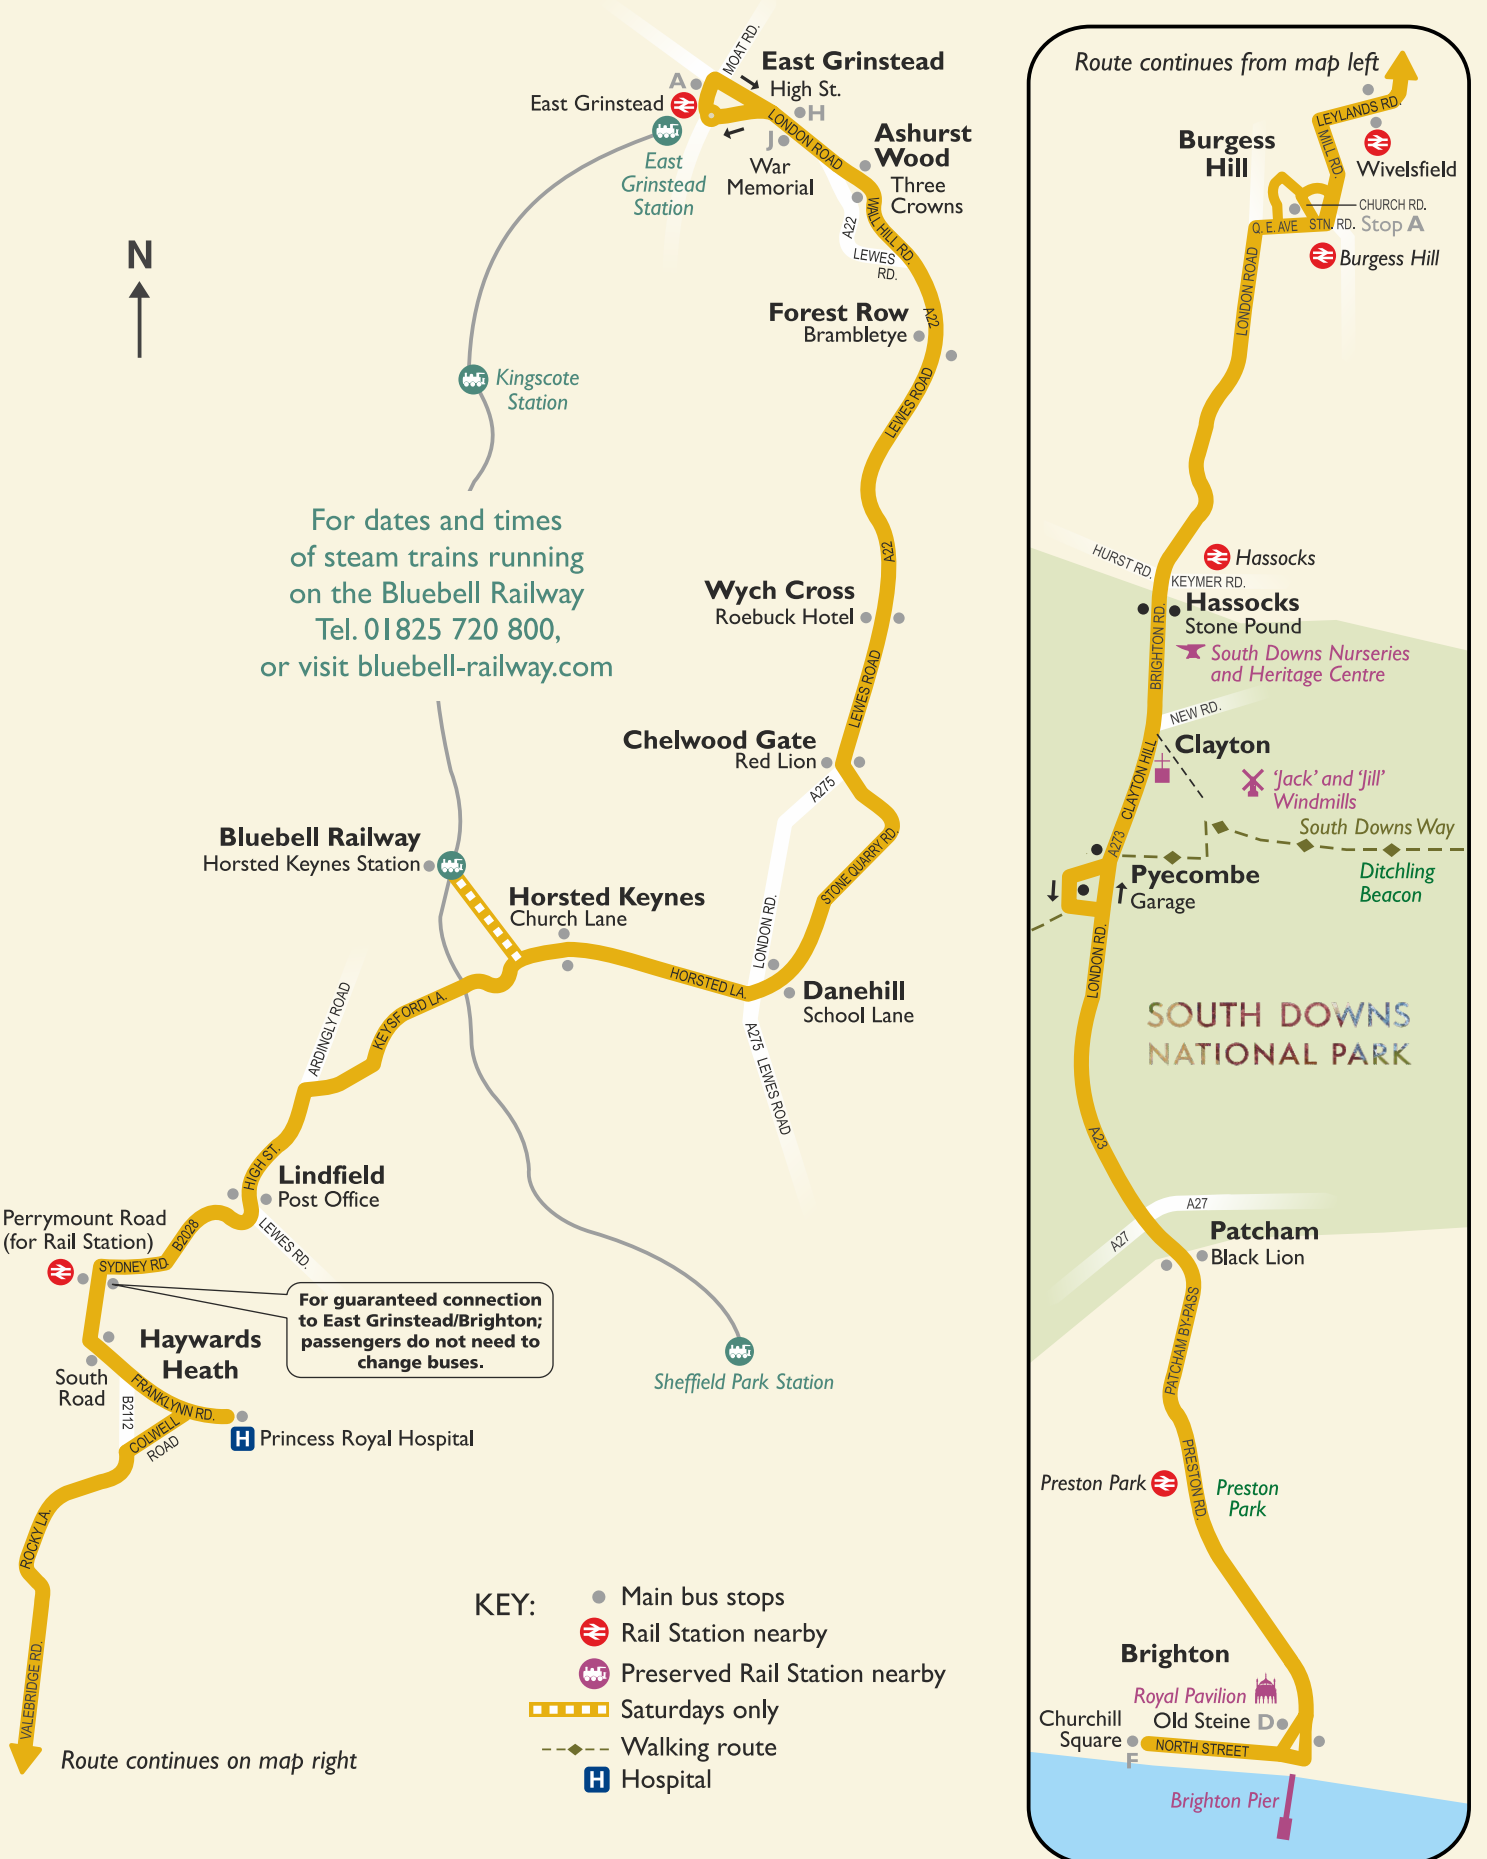 MOAT RD.
East Grinstead
A
High St.
East Grinstead
H
LONDON ROAD
J
Ashurst
Wood
War
Memorial
East
Grinstead
Station
Three
Crowns
A22
WALL HILL RD.
LEWES
RD.
N
Forest Row
Brambletye
A22
Kingscote
Station
LEWES ROAD
For dates and times
of steam trains running
on the Bluebell Railway
Tel. 01825 720 800,
or visit bluebell-railway.com
A22
Wych Cross
Roebuck Hotel
LEWES ROAD
Chelwood Gate
Red Lion
A275
Bluebell Railway
Horsted Keynes Station
STONE QUARRY RD.
Horsted Keynes
Church Lane
LONDON RD.
HORSTED LA.
Danehill
School Lane
KEYSFORD LA.
ARDINGLY ROAD
A275 LEWES ROAD
HIGH ST.
Lindfield
Post Office
Perrymount Road
(for Rail Station)
B2028
LEWES RD.
SYDNEY RD.
For guaranteed connection
to East Grinstead/Brighton;
passengers do not need to
change buses.
Haywards
Heath
South
Road
FRANKLYNN RD.
B2112
COLWELL
ROAD
H
Princess Royal Hospital
Sheffield Park Station
ROCKY LA.
VALEBRIDGE RD.
Route continues on map right
KEY:
Main bus stops
Rail Station nearby
Preserved Rail Station nearby
Saturdays only
Walking route
H
Hospital
Route continues from map left
LEYLANDS RD.
Burgess
Hill
MILL RD.
Wivelsfield
CHURCH RD.
Q. E. AVE
STN. RD.
Stop A
Burgess Hill
LONDON ROAD
HURST RD.
Hassocks
KEYMER RD.
Hassocks
Stone Pound
BRIGHTON RD.
South Downs Nurseries
and Heritage Centre
NEW RD.
Clayton
CLAYTON HILL
'Jack' and 'Jill'
Windmills
South Downs Way
A273
Pyecombe
Garage
Ditchling
Beacon
LONDON RD.
SOUTH DOWNS
NATIONAL PARK
A23
A27
A27
Patcham
Black Lion
PATCHAM BY-PASS
PRESTON RD.
Preston Park
Preston
Park
Brighton
Royal Pavilion
Churchill
Square
Old Steine
D
F
NORTH STREET
Brighton Pier